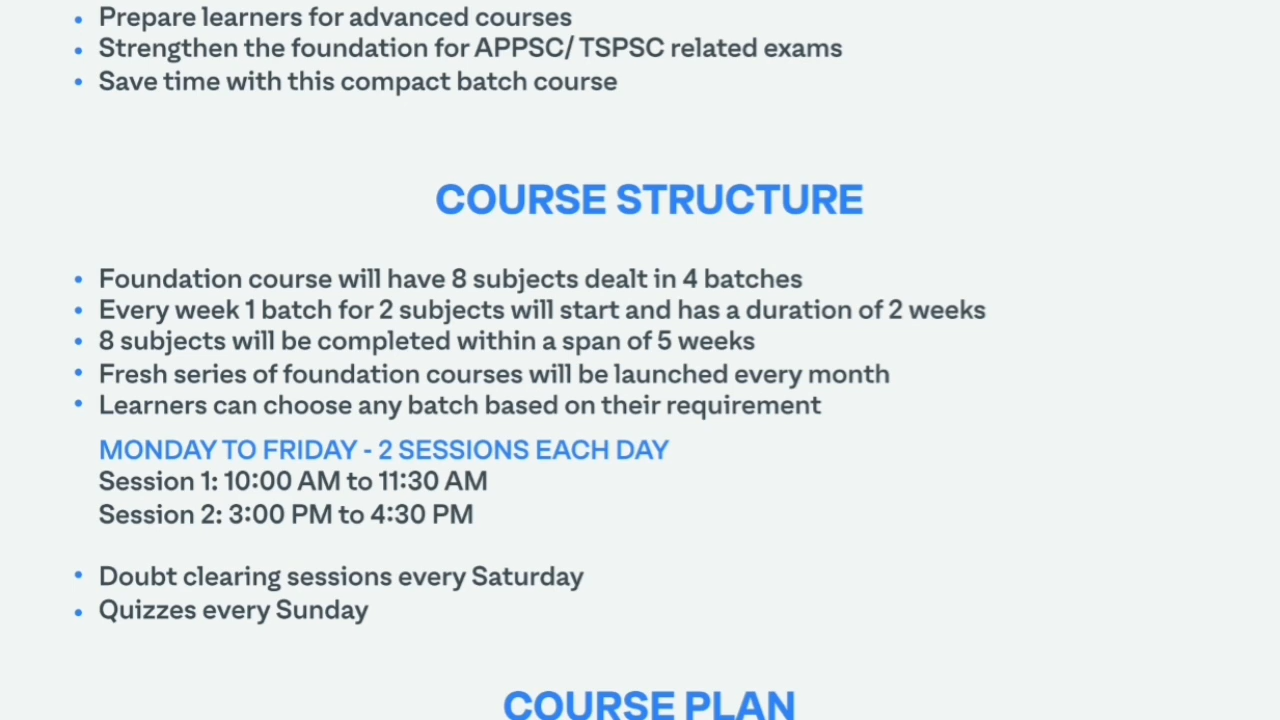 • Prepare learners for advanced courses
• Strengthen the foundation for APPSC/ TSPSC related exams
• Save time with this compact batch course
COURSE STRUCTURE
• Foundation course will have 8 subjects dealt in 4 batches
• Every week 1 batch for 2 subjects will start and has a duration of 2 weeks
• 8 subjects will be completed within a span of 5 weeks
• Fresh series of foundation courses will be launched every month
• Learners can choose any batch based on their requirement
MONDAY TO FRIDAY - 2 SESSIONS EACH DAY
Session 1: 10:00 AM to 11:30 AM
Session 2: 3:00 PM to 4:30 PM
• Doubt clearing sessions every Saturday
• Quizzes every Sunday
COURSE PLAN